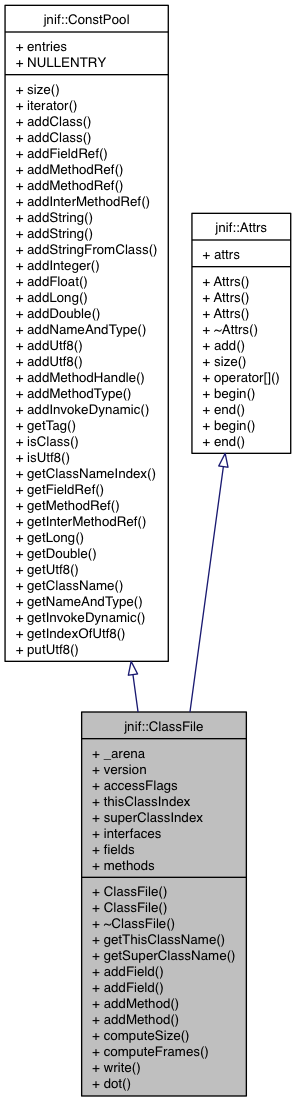 jnif::ConstPool
+ entries
+ NULLENTRY
+ size()
+ iterator()
+ addClass()
+ addClass()
+ addFieldRef()
+ addMethodRef()
+ addMethodRef()
+ addInterMethodRef()
+ addString()
+ addString()
+ addStringFromClass()
+ addInteger()
+ addFloat()
+ addLong()
+ addDouble()
+ addNameAndType()
+ addUtf8()
+ addUtf8()
+ addMethodHandle()
+ addMethodType()
+ addInvokeDynamic()
+ getTag()
+ isClass()
+ isUtf8()
+ getClassNameIndex()
+ getFieldRef()
+ getMethodRef()
+ getInterMethodRef()
+ getLong()
+ getDouble()
+ getUtf8()
+ getClassName()
+ getNameAndType()
+ getInvokeDynamic()
+ getIndexOfUtf8()
+ putUtf8()
jnif::Attrs
+ attrs
+ Attrs()
+ Attrs()
+ Attrs()
+ ~Attrs()
+ add()
+ size()
+ operator[]()
+ begin()
+ end()
+ begin()
+ end()
jnif::ClassFile
+ _arena
+ version
+ accessFlags
+ thisClassIndex
+ superClassIndex
+ interfaces
+ fields
+ methods
+ ClassFile()
+ ClassFile()
+ ~ClassFile()
+ getThisClassName()
+ getSuperClassName()
+ addField()
+ addField()
+ addMethod()
+ addMethod()
+ computeSize()
+ computeFrames()
+ write()
+ dot()